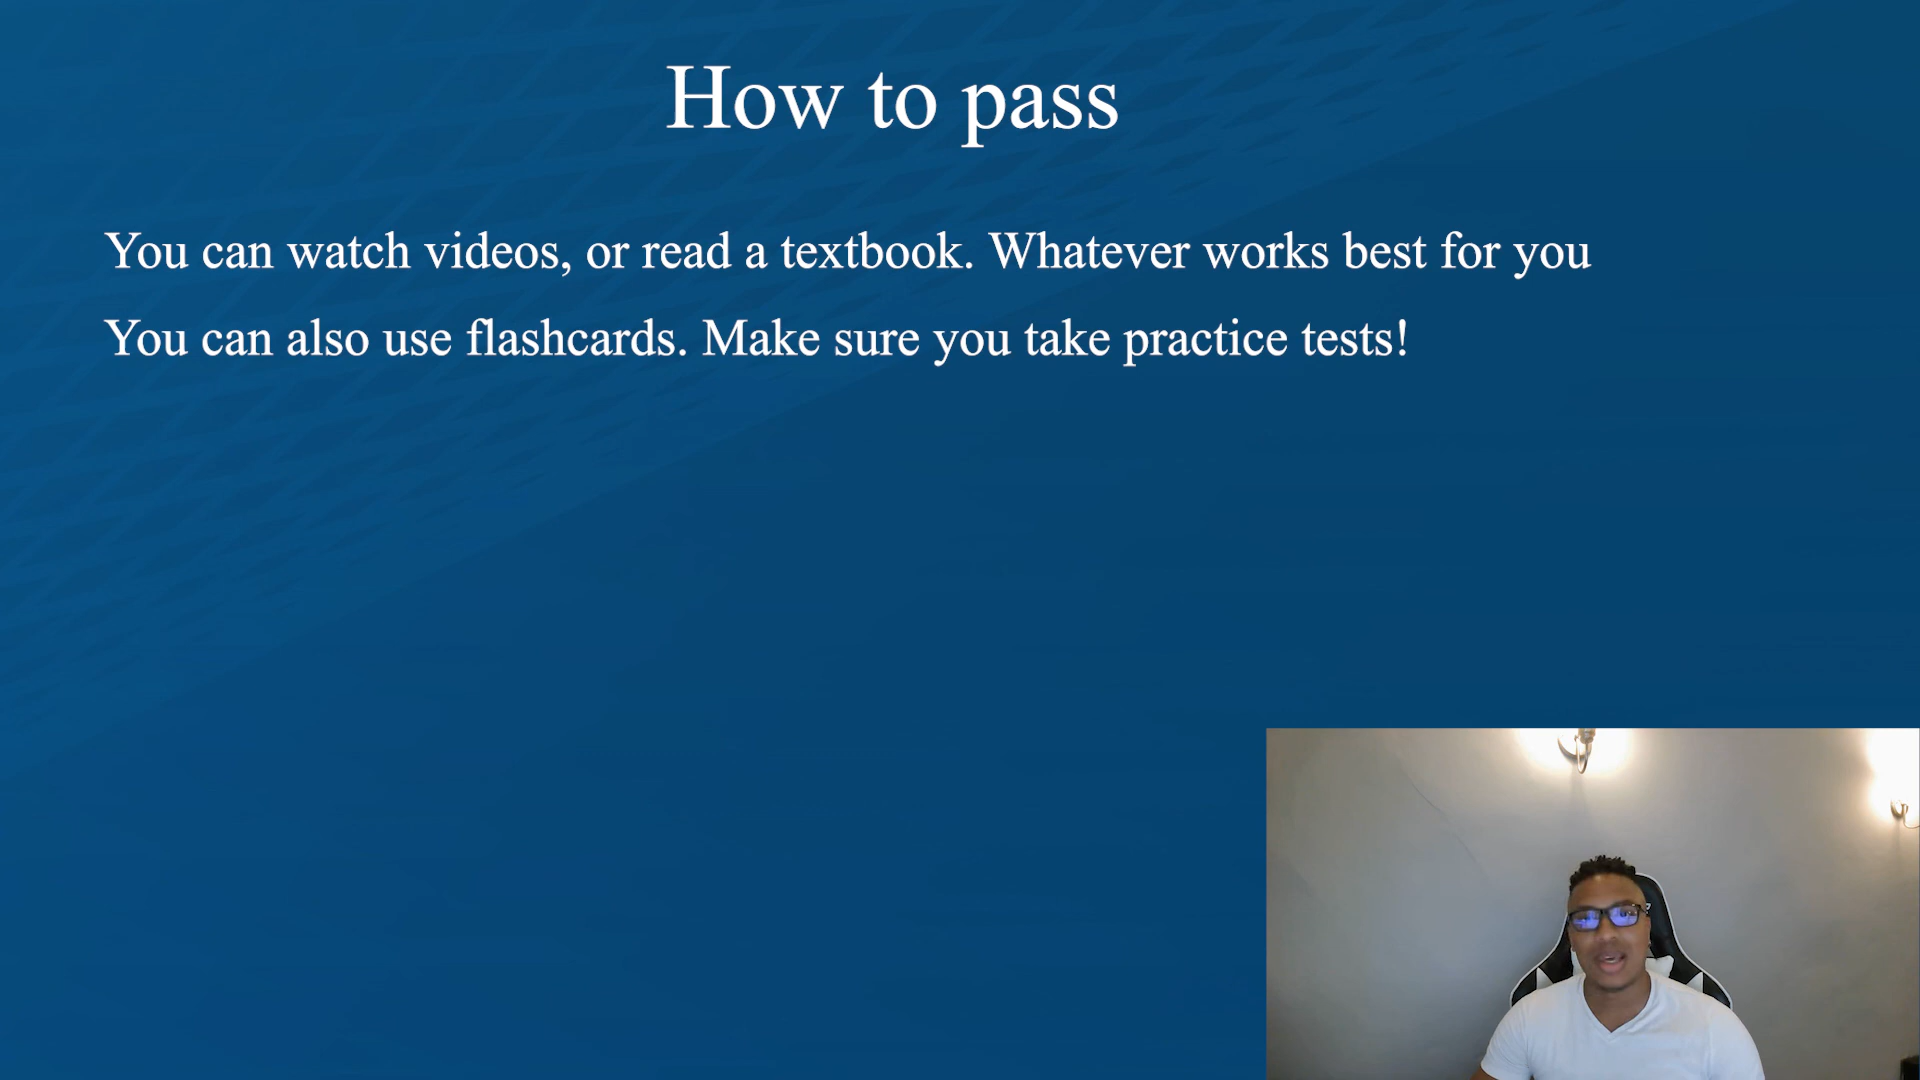 How to pass
You can watch videos, or read a textbook. Whatever works best for you
You can also use flashcards. Make sure you take practice tests!